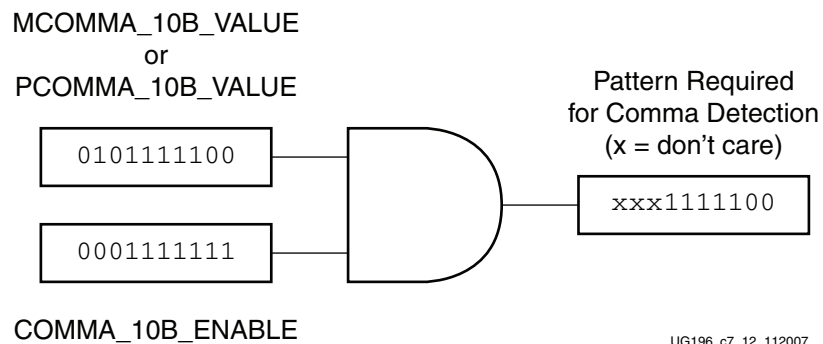 MCOMMA_10B_VALUE
or
PCOMMA_10B_VALUE
0101111100
0001111111
COMMA_10B_ENABLE
Pattern Required
for Comma Detection
(x = don't care)
xxx1111100
UG196_c7_12_112007